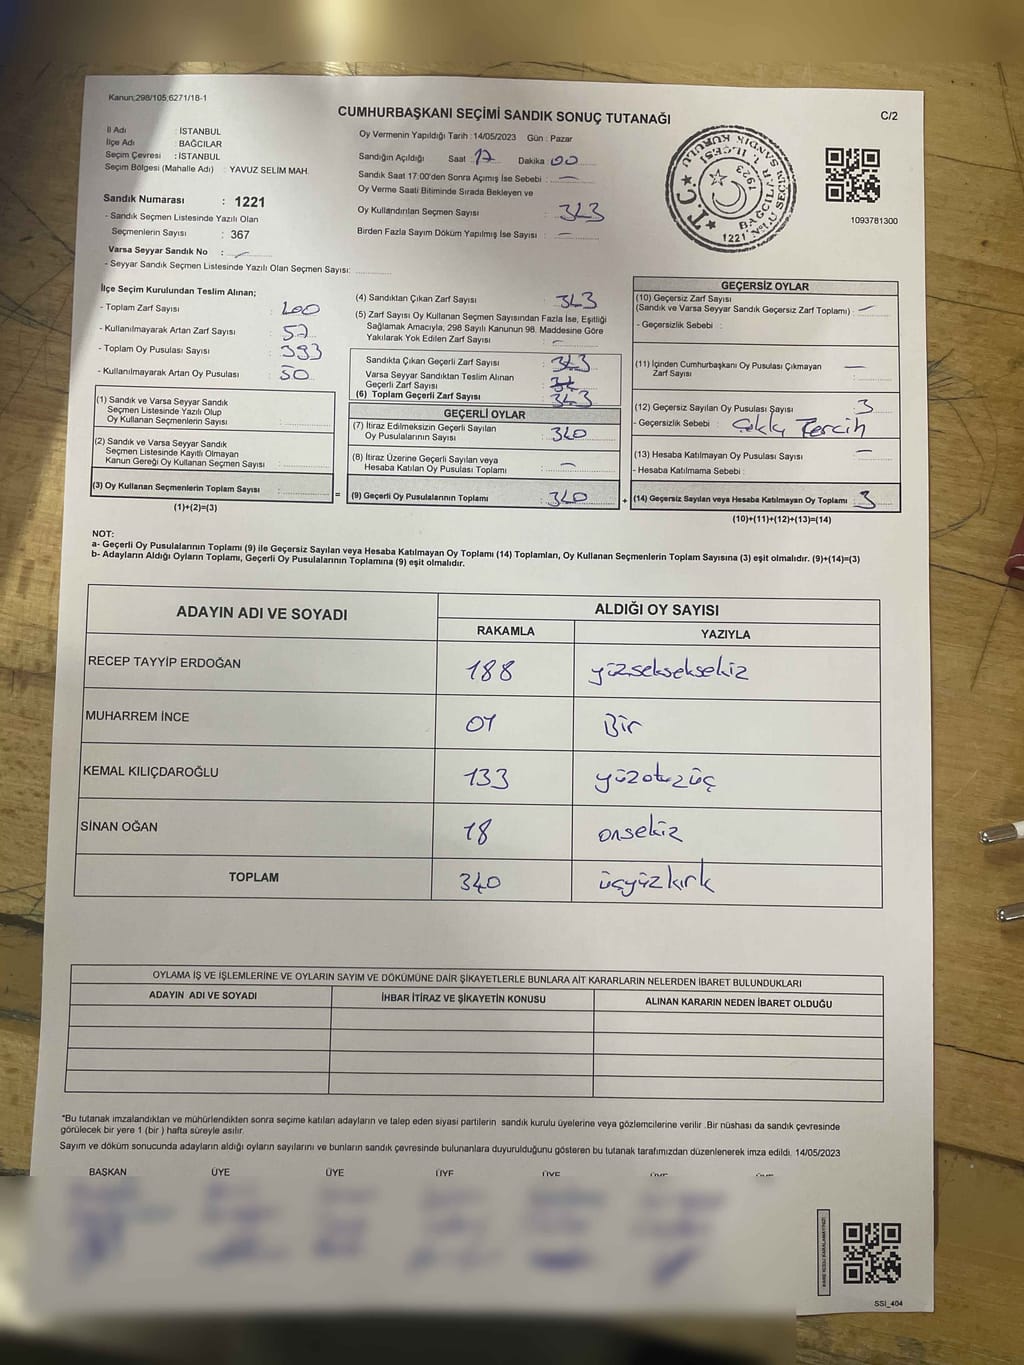 Kanun;298/105,6271/18-1
CUMHURBAŞKANI SEÇİMİ SANDIK SONUÇ TUTANAĞI
C/2
İl Adı : İSTANBUL
İlçe Adı : BAĞCILAR
Seçim Çevresi : İSTANBUL
Seçim Bölgesi (Mahalle Adı) : YAVUZ SELİM MAH.
Sandık Numarası : 1221
- Sandık Seçmen Listesinde Yazılı Olan
Seçmenlerin Sayısı : 367
Varsa Seyyar Sandık No : -
- Seyyar Sandık Seçmen Listesinde Yazılı Olan Seçmen Sayısı:
Oy Vermenin Yapıldığı Tarih : 14/05/2023 Gün : Pazar
Sandığın Açıldığı Saat 17 Dakika 00
Sandık Saat 17:00'den Sonra Açımış İse Sebebi : -
Oy Verme Saati Bitiminde Sırada Bekleyen ve
Oy Kullandırılan Seçmen Sayısı : 343
Birden Fazla Sayım Döküm Yapılmış İse Sayısı : -
T.C.
1. İLÇESİ
SANDIK KURULU
1923
BAĞCILAR
1221 NOLU SEÇİM
1093781300
İlçe Seçim Kurulundan Teslim Alınan;
- Toplam Zarf Sayısı : 400
- Kullanılmayarak Artan Zarf Sayısı : 57
- Toplam Oy Pusulası Sayısı : 393
- Kullanılmayarak Artan Oy Pusulası : 50
(1) Sandık ve Varsa Seyyar Sandık
Seçmen Listesinde Yazılı Olup
Oy Kullanan Seçmenlerin Sayısı :
(2) Sandık ve Varsa Seyyar Sandık
Seçmen Listesinde Kayıtlı Olmayan
Kanun Gereği Oy Kullanan Seçmen Sayısı :
(3) Oy Kullanan Seçmenlerin Toplam Sayısı :
(1)+(2)=(3)
=
(4) Sandıktan Çıkan Zarf Sayısı : 343
(5) Zarf Sayısı Oy Kullanan Seçmen Sayısından Fazla İse, Eşitliği
Sağlamak Amacıyla, 298 Sayılı Kanunun 98. Maddesine Göre
Yakılarak Yok Edilen Zarf Sayısı : -
Sandıkta Çıkan Geçerli Zarf Sayısı : 343
Varsa Seyyar Sandıktan Teslim Alınan
Geçerli Zarf Sayısı :
(6) Toplam Geçerli Zarf Sayısı : 343
GEÇERLİ OYLAR
(7) İtiraz Edilmeksizin Geçerli Sayılan
Oy Pusulalarının Sayısı : 340
(8) İtiraz Üzerine Geçerli Sayılan veya
Hesaba Katılan Oy Pusulası Toplamı : -
(9) Geçerli Oy Pusulalarının Toplamı : 340
+
GEÇERSİZ OYLAR
(10) Geçersiz Zarf Sayısı
(Sandık ve Varsa Seyyar Sandık Geçersiz Zarf Toplamı) : -
- Geçersizlik Sebebi :
(11) İçinden Cumhurbaşkanı Oy Pusulası Çıkmayan
Zarf Sayısı : -
(12) Geçersiz Sayılan Oy Pusulası Sayısı : 3
- Geçersizlik Sebebi : Çoklu Tercih
(13) Hesaba Katılmayan Oy Pusulası Sayısı : -
- Hesaba Katılmama Sebebi :
(14) Geçersiz Sayılan veya Hesaba Katılmayan Oy Toplamı : 3
(10)+(11)+(12)+(13)=(14)
NOT:
a- Geçerli Oy Pusulalarının Toplamı (9) ile Geçersiz Sayılan veya Hesaba Katılmayan Oy Toplamı (14) Toplamları, Oy Kullanan Seçmenlerin Toplam Sayısına (3) eşit olmalıdır. (9)+(14)=(3)
b- Adayların Aldığı Oyların Toplamı, Geçerli Oy Pusulalarının Toplamına (9) eşit olmalıdır.
ADAYIN ADI VE SOYADI
ALDIĞI OY SAYISI
RAKAMLA YAZIYLA
RECEP TAYYİP ERDOĞAN 188 yüzsekseksekiz
MUHARREM İNCE 01 Bir
KEMAL KILIÇDAROĞLU 133 yüzotuzüç
SİNAN OĞAN 18 onsekiz
TOPLAM 340 üçyüzkırk
OYLAMA İŞ VE İŞLEMLERİNE VE OYLARIN SAYIM VE DÖKÜMÜNE DAİR ŞİKAYETLERLE BUNLARA AİT KARARLARIN NELERDEN İBARET BULUNDUKLARI
ADAYIN ADI VE SOYADI İHBAR İTİRAZ VE ŞİKAYETİN KONUSU ALINAN KARARIN NEDEN İBARET OLDUĞU
"Bu tutanak imzalandıktan ve mühürlendikten sonra seçime katılan adayların ve talep eden siyasi partilerin sandık kurulu üyelerine veya gözlemcilerine verilir .Bir nüshası da sandık çevresinde
görülecek bir yere 1 (bir ) hafta süreyle asılır.
Sayım ve döküm sonucunda adayların aldığı oyların sayılarını ve bunların sandık çevresinde bulunanlara duyurulduğunu gösteren bu tutanak tarafımızdan düzenlenerek imza edildi. 14/05/2023
BAŞKAN ÜYE ÜYE ÜYE ÜYE ÜYE ÜYE
KARE KODU KARALAMAYINIZ!
SSI_404